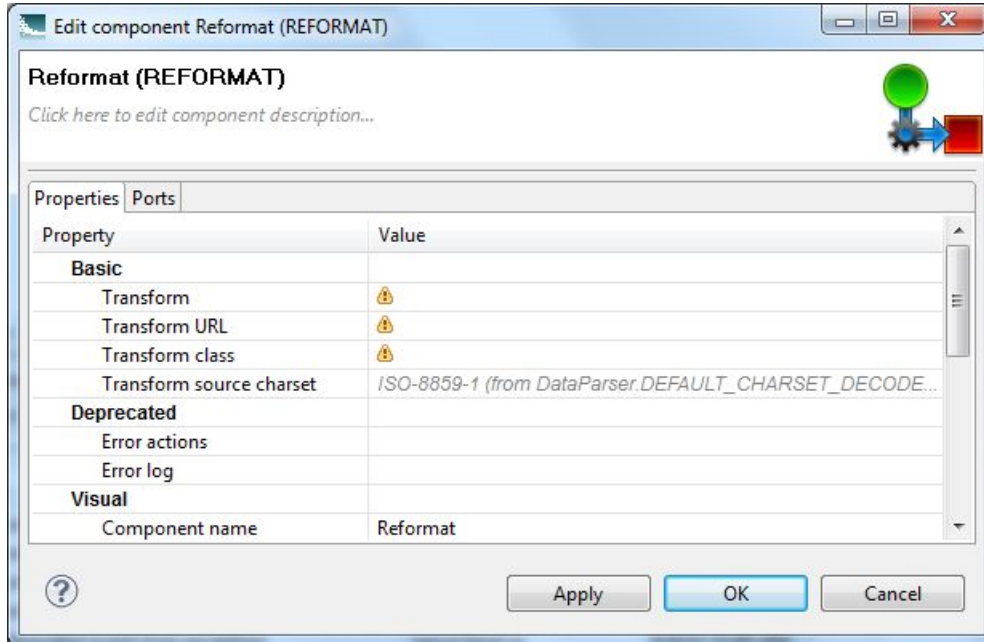 Edit component Reformat (REFORMAT)
Reformat (REFORMAT)
Click here to edit component description...
Properties Ports
Property Value
Basic
Transform
Transform URL
Transform class
Transform source charset ISO-8859-1 (from DataParser.DEFAULT_CHARSET_DECODE...
Deprecated
Error actions
Error log
Visual
Component name Reformat
Apply OK Cancel